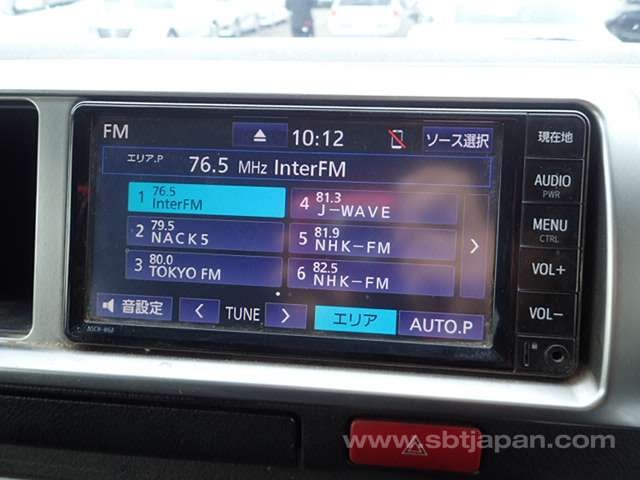 FM
10:12
ソース選択
エリア.P 76.5 MHz InterFM
1 76.5 InterFM
2 79.5 NACK5
3 80.0 TOKYO FM
4 81.3 J-WAVE
5 81.9 NHK-FM
6 82.5 NHK-FM
音設定
TUNE
エリア
AUTO.P
現在地
AUDIO
PWR
MENU
CTRL
VOL+
VOL-
www.sbtjapan.com